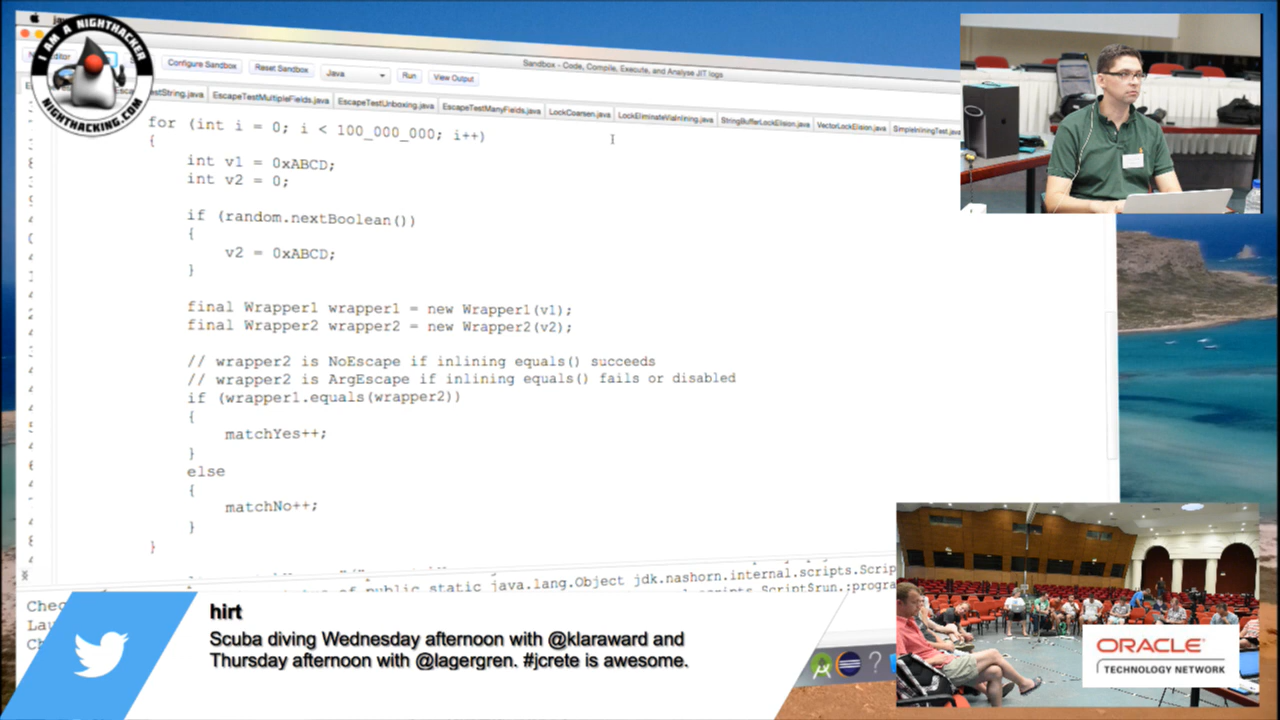 I AM A NIGHTHACKER
NIGHTHACKING.COM
Configure Sandbox Reset Sandbox Java Run View Output
Sandbox - Code, Compile, Execute, and Analyse JIT logs
EscapeTestMultipleFields.java EscapeTestUnboxing.java EscapeTestManyFields.java LockCoarsen.java LockEliminateViaInlining.java StringBufferLockElision.java VectorLockElision.java SimpleInliningTest.java
for (int i = 0; i < 100_000_000; i++)
{
int v1 = 0xABCD;
int v2 = 0;
if (random.nextBoolean())
{
v2 = 0xABCD;
}
final Wrapper1 wrapper1 = new Wrapper1(v1);
final Wrapper2 wrapper2 = new Wrapper2(v2);
// wrapper2 is NoEscape if inlining equals() succeeds
// wrapper2 is ArgEscape if inlining equals() fails or disabled
if (wrapper1.equals(wrapper2))
{
matchYes++;
}
else
{
matchNo++;
}
}
of public static java.lang.Object jdk.nashorn.internal.scripts.Scrip
hirt
Scuba diving Wednesday afternoon with @klaraward and
Thursday afternoon with @lagergren. #jcrete is awesome.
ORACLE
TECHNOLOGY NETWORK